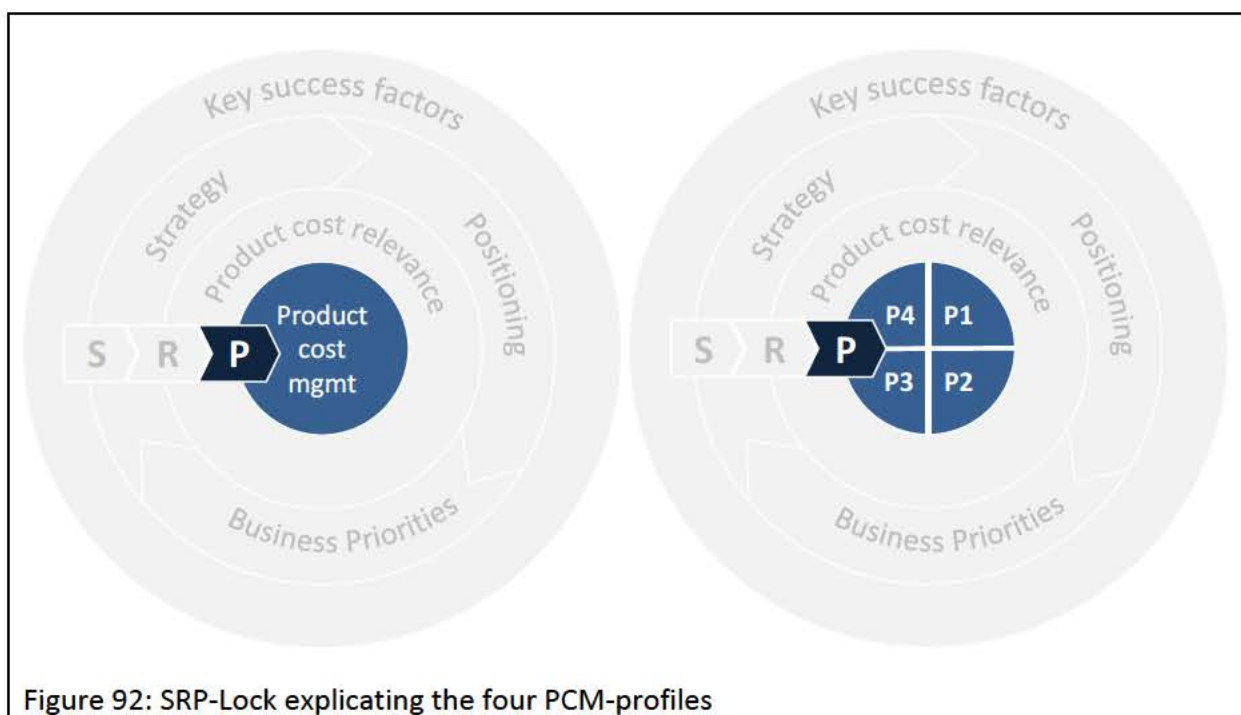 Key success factors
Strategy
Positioning
Product cost relevance
Product
cost
mgmt
S R P
Business Priorities
Key success factors
Strategy
Positioning
Product cost relevance
P4 P1
S R P
P3 P2
Business Priorities
Figure 92: SRP-Lock explicating the four PCM-profiles